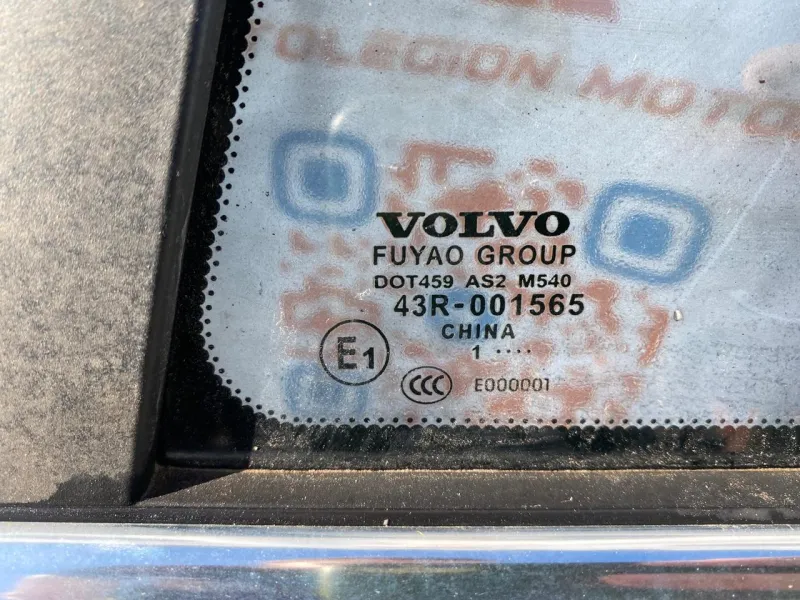 OLEGION MOTO
VOLVO
FUYAO GROUP
DOT459 AS2 M540
43R-001565
CHINA
1 ····
E1
CCC E000001